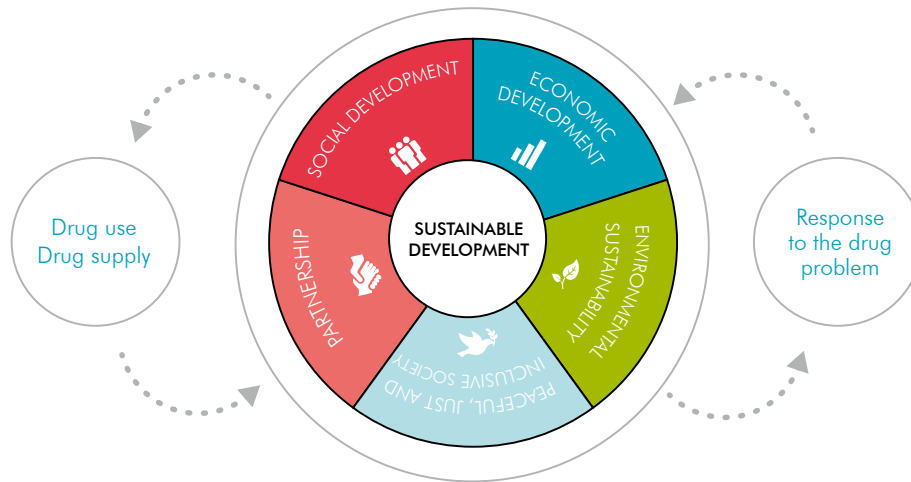 SOCIAL DEVELOPMENT
ECONOMIC
DEVELOPMENT
Drug use
Drug supply
PARTNERSHIP
SUSTAINABLE
DEVELOPMENT
ENVIRONMENTAL
SUSTAINABILITY
Response
to the drug
problem
PEACEFUL, JUST AND
INCLUSIVE SOCIETY